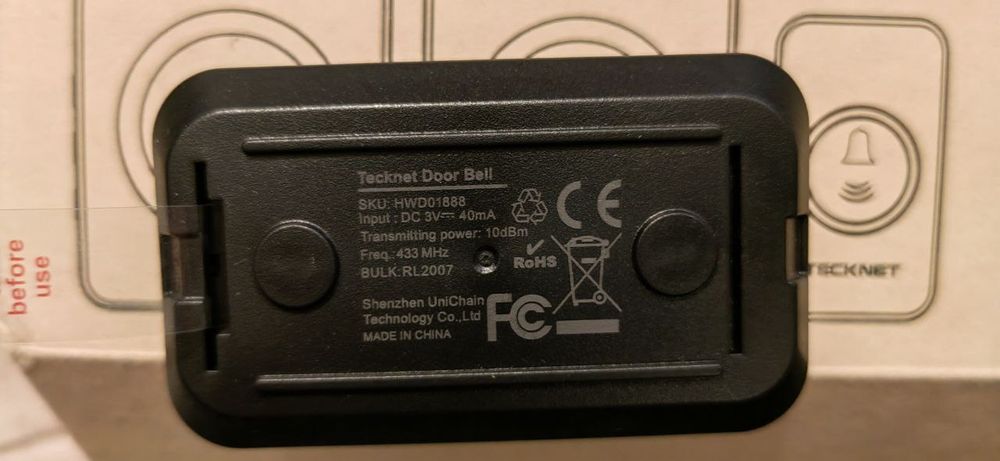 Tecknet Door Bell
SKU: HWD01888
Input : DC 3V⎓ 40mA
Transmitting power: 10dBm
Freq.:433 MHz
BULK:RL2007
RoHS
CE
Shenzhen UniChain
Technology Co.,Ltd
MADE IN CHINA
FC
before
use
TECKNET